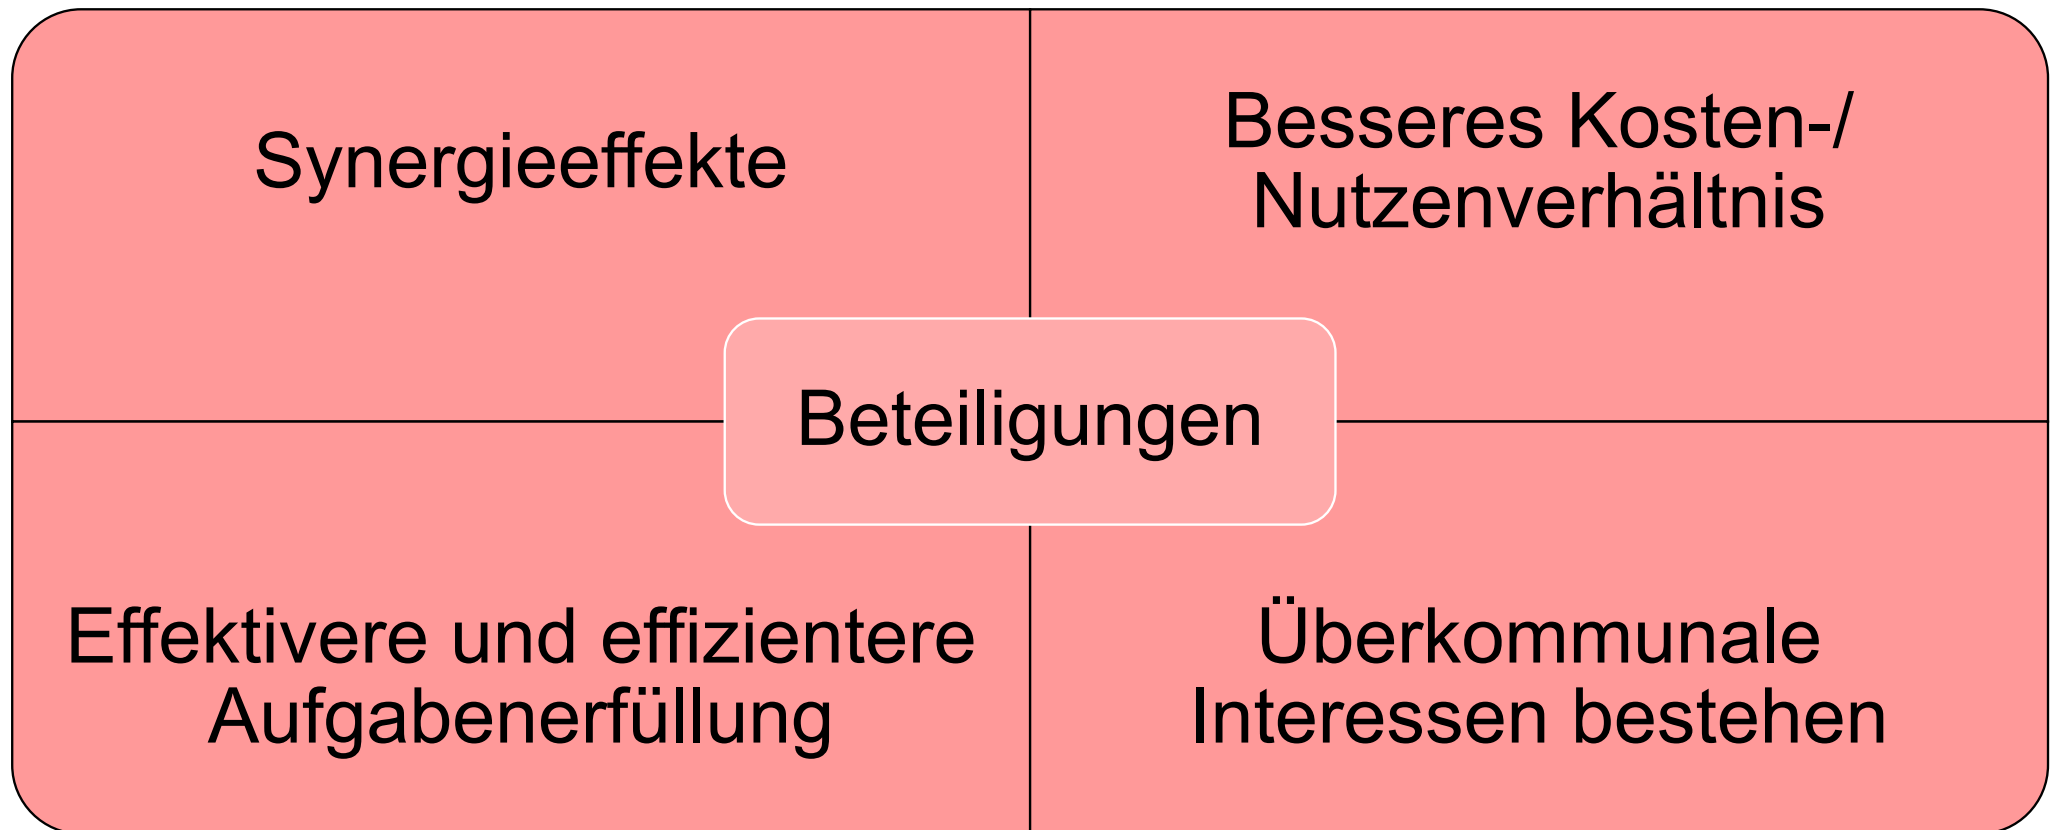 Synergieeffekte
Besseres Kosten-/
Nutzenverhältnis
Beteiligungen
Effektivere und effizientere
Aufgabenerfüllung
Überkommunale
Interessen bestehen